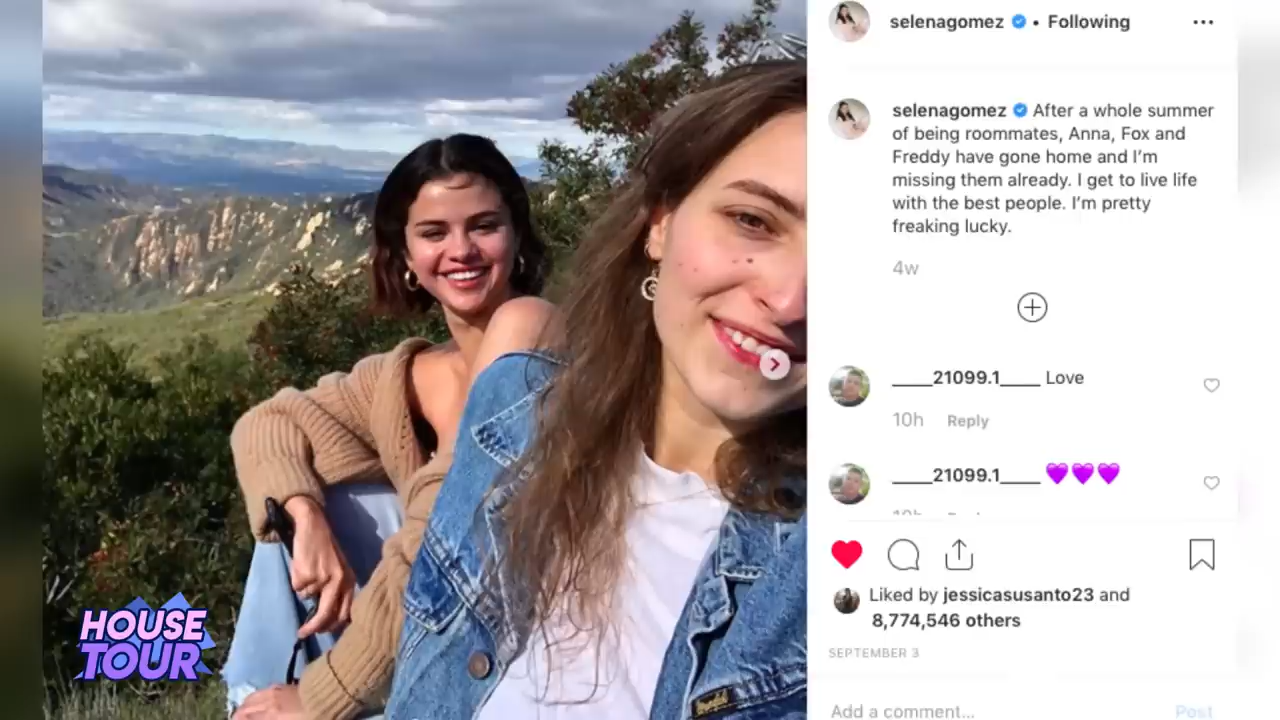 selenagomez • Following
selenagomez After a whole summer
of being roommates, Anna, Fox and
Freddy have gone home and I'm
missing them already. I get to live life
with the best people. I'm pretty
freaking lucky.
4w
____21099.1____ Love
10h Reply
____21099.1____ 💜💜💜
Liked by jessicasusanto23 and
8,774,546 others
SEPTEMBER 3
Add a comment... Post
HOUSE
TOUR